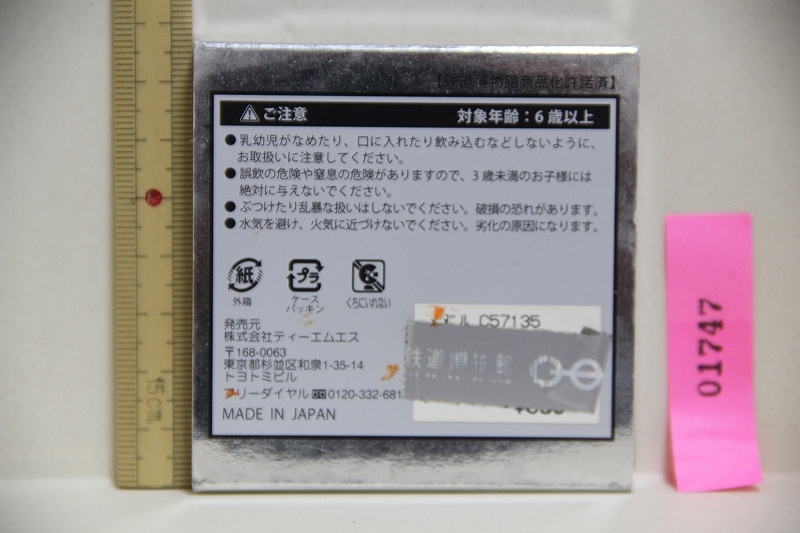 【鉄道博物館商品化許諾済】
ご注意 対象年齢：6歳以上
●乳幼児がなめたり、口に入れたり飲み込むなどしないように、
お取扱いに注意してください。
●誤飲の危険や窒息の危険がありますので、3歳未満のお子様には
絶対に与えないでください。
●ぶつけたり乱暴な扱いはしないでください。破損の恐れがあります。
●水気を避け、火気に近づけないでください。劣化の原因になります。
紙 プラ
外箱 ケース くちにいれない
パッキン
発売元
株式会社ティーエムエス
〒168-0063
東京都杉並区和泉1-35-14
トヨトミビル
フリーダイヤル 0120-332-681
MADE IN JAPAN
ダル C57135
鉄道博物館
15cm
01747